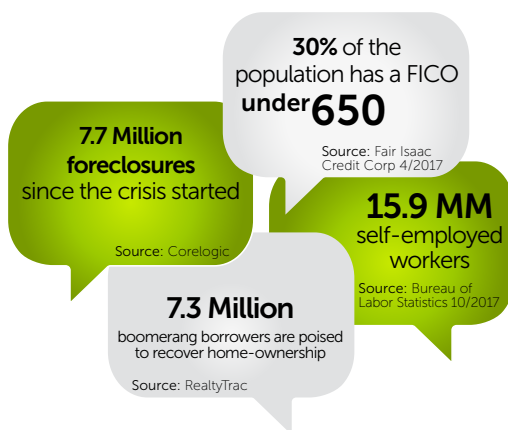 30% of the
population has a FICO
under 650
Source: Fair Isaac
Credit Corp 4/2017
7.7 Million
foreclosures
since the crisis started
Source: Corelogic
15.9 MM
self-employed
workers
Source: Bureau of
Labor Statistics 10/2017
7.3 Million
boomerang borrowers are poised
to recover home-ownership
Source: RealtyTrac